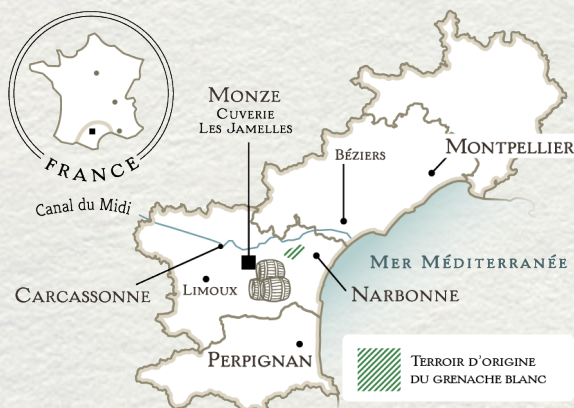 FRANCE
MONZE
CUVERIE
LES JAMELLES
BÉZIERS
MONTPELLIER
Canal du Midi
MER MÉDITERRANÉE
CARCASSONNE
LIMOUX
NARBONNE
PERPIGNAN
TERROIR D'ORIGINE
DU GRENACHE BLANC